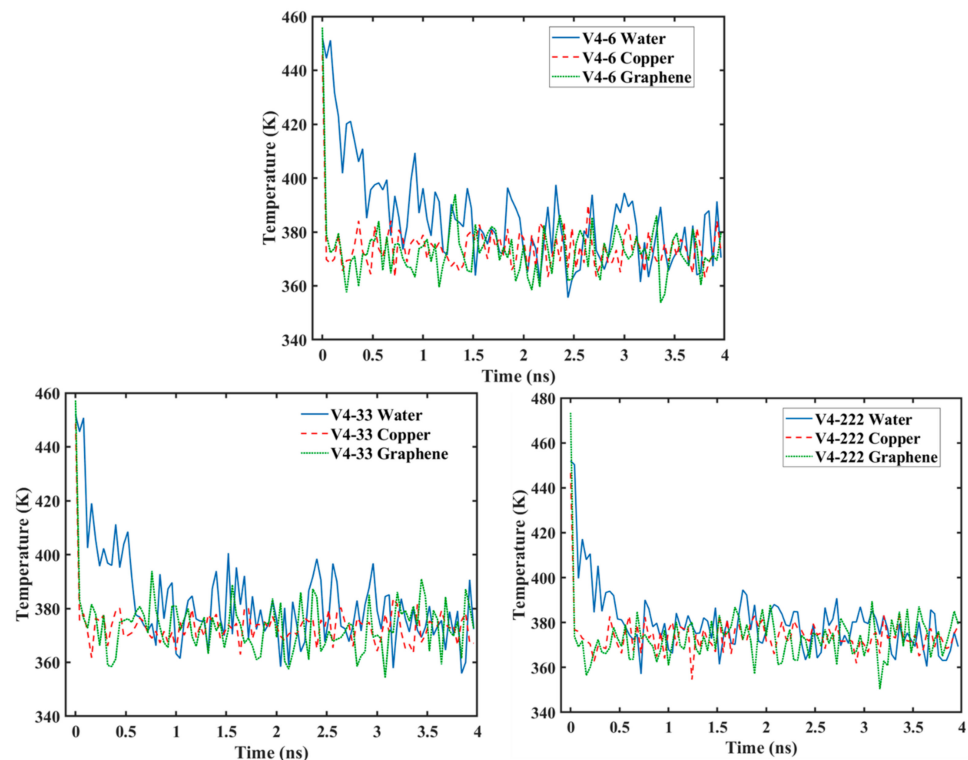 460
440
420
400
380
360
340
Temperature (K)
V4-6 Water
V4-6 Copper
V4-6 Graphene
0 0.5 1 1.5 2 2.5 3 3.5 4
Time (ns)
460
440
420
400
380
360
340
Temperature (K)
V4-33 Water
V4-33 Copper
V4-33 Graphene
0 0.5 1 1.5 2 2.5 3 3.5 4
Time (ns)
480
460
440
420
400
380
360
340
Temperature (K)
V4-222 Water
V4-222 Copper
V4-222 Graphene
0 0.5 1 1.5 2 2.5 3 3.5 4
Time (ns)